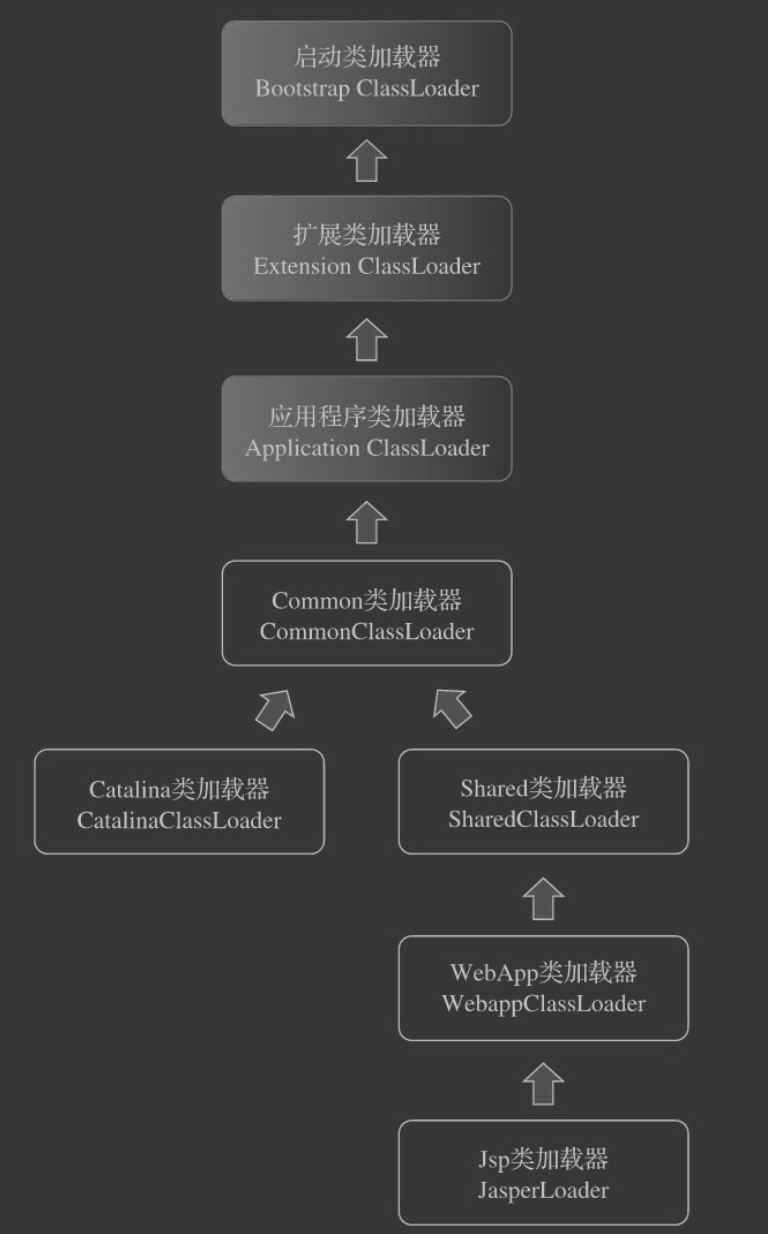 启动类加载器
Bootstrap ClassLoader
扩展类加载器
Extension ClassLoader
应用程序类加载器
Application ClassLoader
Common类加载器
CommonClassLoader
Catalina类加载器
CatalinaClassLoader
Shared类加载器
SharedClassLoader
WebApp类加载器
WebappClassLoader
Jsp类加载器
JasperLoader